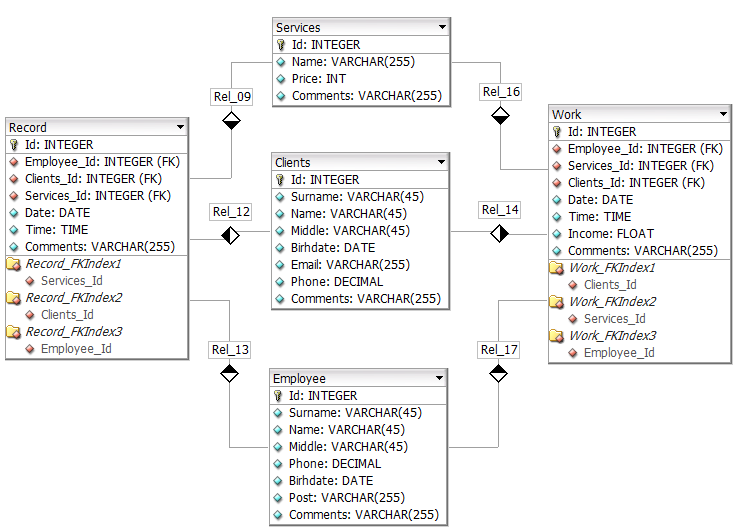 Services
Id: INTEGER
Name: VARCHAR(255)
Price: INT
Comments: VARCHAR(255)
Rel_09
Rel_16
Record
Id: INTEGER
Employee_Id: INTEGER (FK)
Clients_Id: INTEGER (FK)
Services_Id: INTEGER (FK)
Date: DATE
Time: TIME
Comments: VARCHAR(255)
Record_FKIndex1
Services_Id
Record_FKIndex2
Clients_Id
Record_FKIndex3
Employee_Id
Rel_12
Clients
Id: INTEGER
Surname: VARCHAR(45)
Name: VARCHAR(45)
Middle: VARCHAR(45)
Birhdate: DATE
Email: VARCHAR(255)
Phone: DECIMAL
Comments: VARCHAR(255)
Rel_14
Work
Id: INTEGER
Employee_Id: INTEGER (FK)
Services_Id: INTEGER (FK)
Clients_Id: INTEGER (FK)
Date: DATE
Time: TIME
Income: FLOAT
Comments: VARCHAR(255)
Work_FKIndex1
Clients_Id
Work_FKIndex2
Services_Id
Work_FKIndex3
Employee_Id
Rel_13
Rel_17
Employee
Id: INTEGER
Surname: VARCHAR(45)
Name: VARCHAR(45)
Middle: VARCHAR(45)
Phone: DECIMAL
Birhdate: DATE
Post: VARCHAR(255)
Comments: VARCHAR(255)